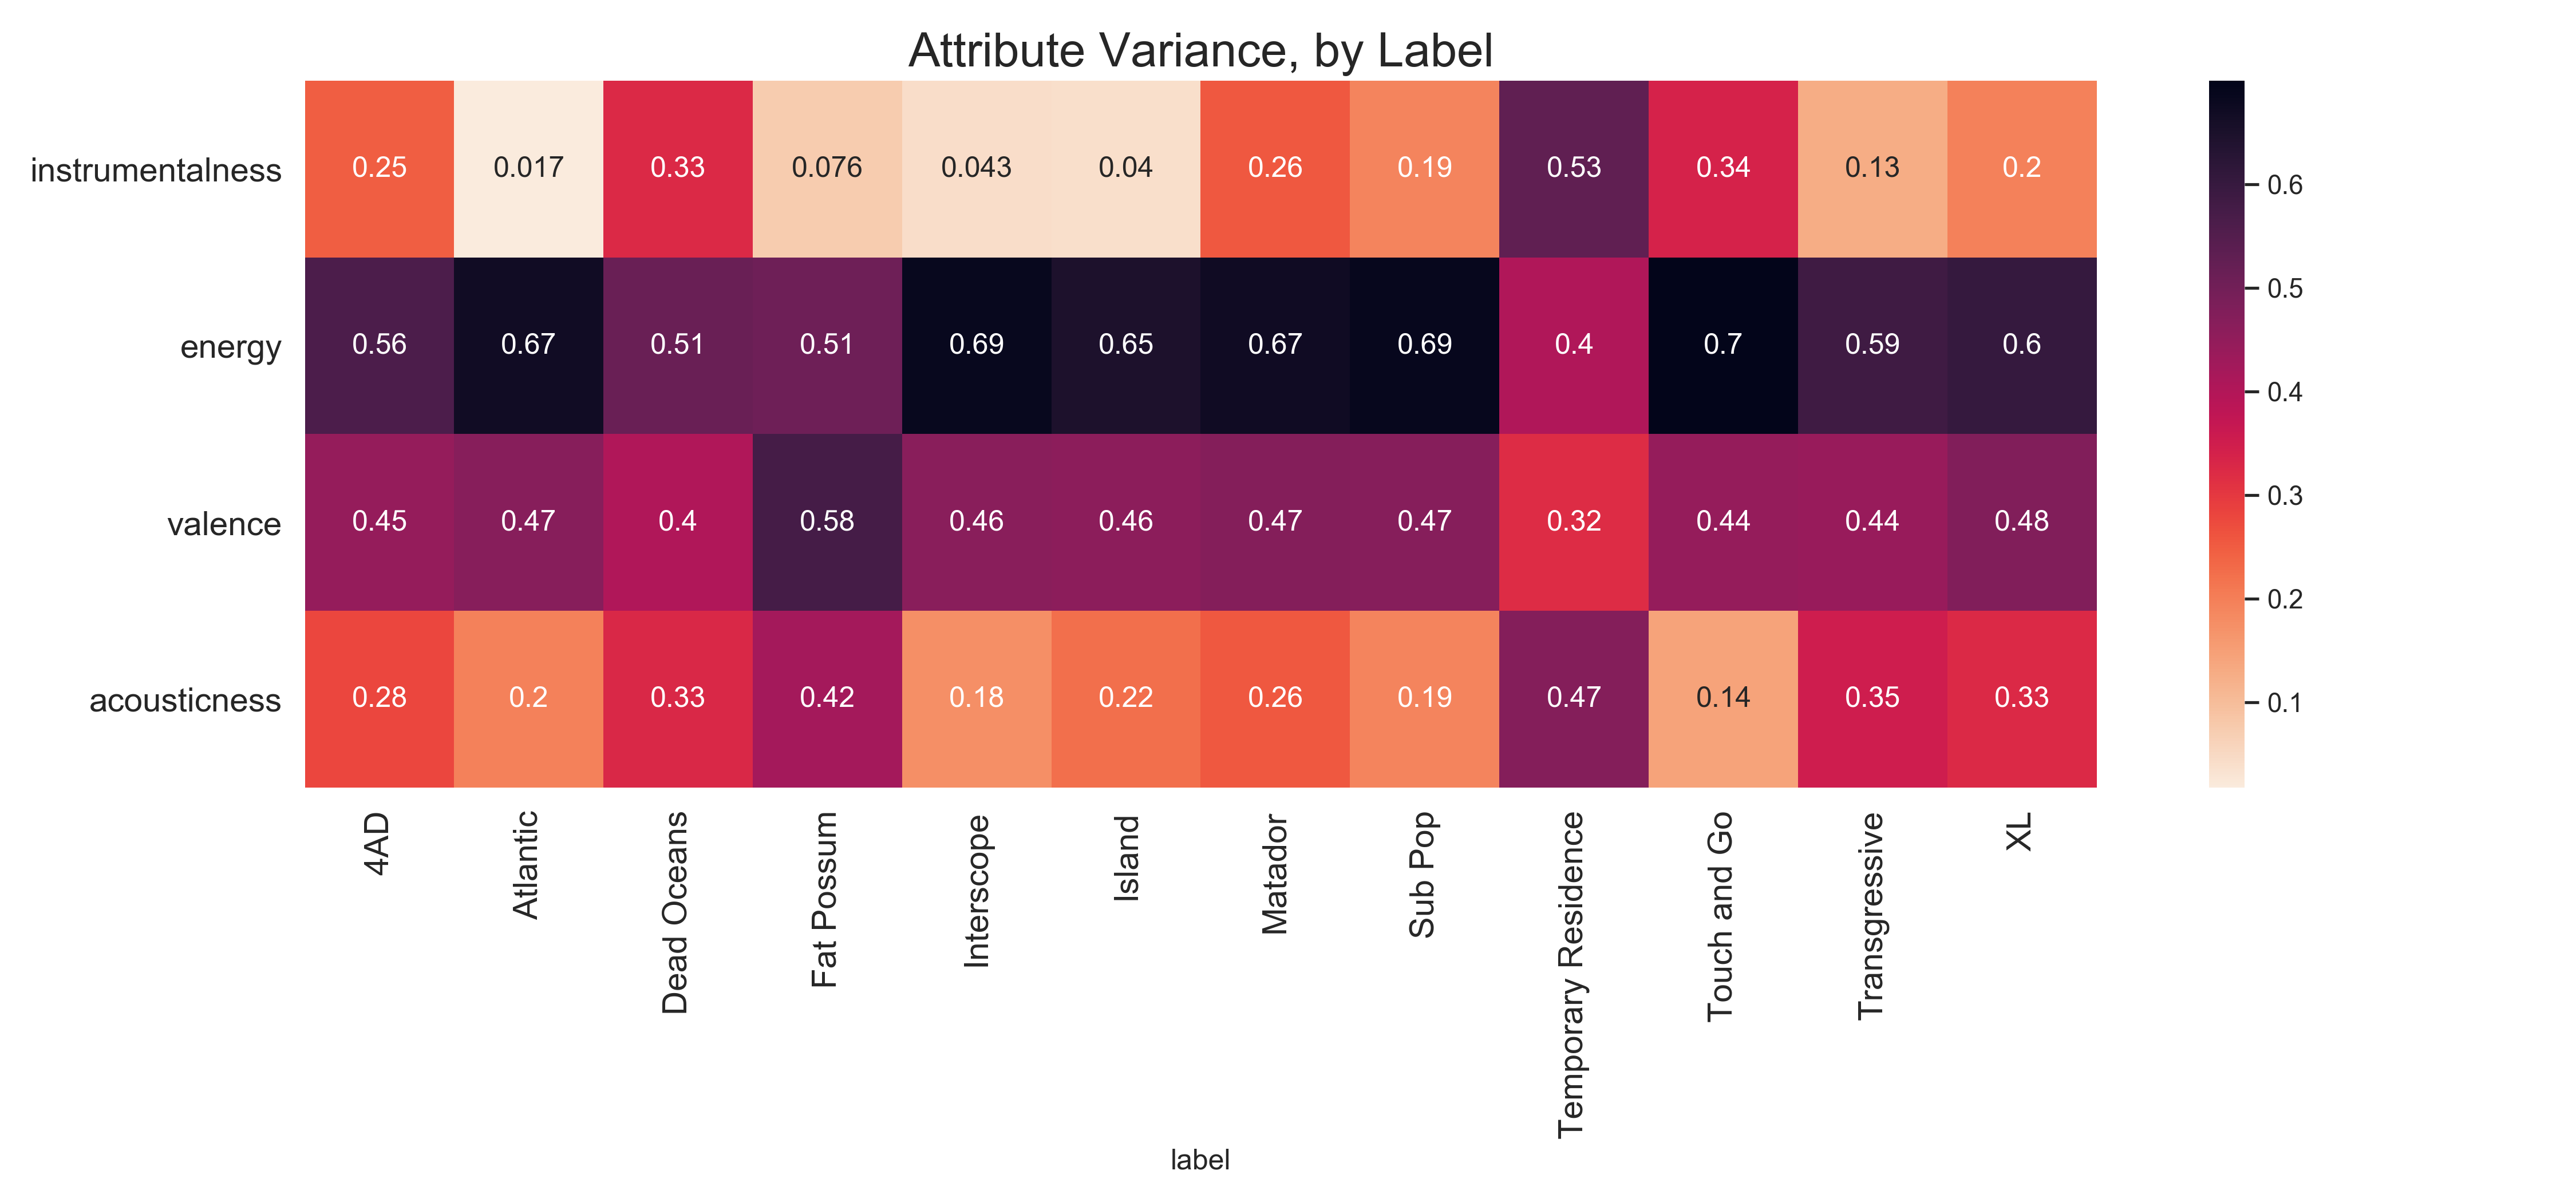 Attribute Variance, by Label
instrumentalness 0.25 0.017 0.33 0.076 0.043 0.04 0.26 0.19 0.53 0.34 0.13 0.2
energy 0.56 0.67 0.51 0.51 0.69 0.65 0.67 0.69 0.4 0.7 0.59 0.6
valence 0.45 0.47 0.4 0.58 0.46 0.46 0.47 0.47 0.32 0.44 0.44 0.48
acousticness 0.28 0.2 0.33 0.42 0.18 0.22 0.26 0.19 0.47 0.14 0.35 0.33
4AD
Atlantic
Dead Oceans
Fat Possum
Interscope
Island
Matador
Sub Pop
Temporary Residence
Touch and Go
Transgressive
XL
label
0.6
0.5
0.4
0.3
0.2
0.1